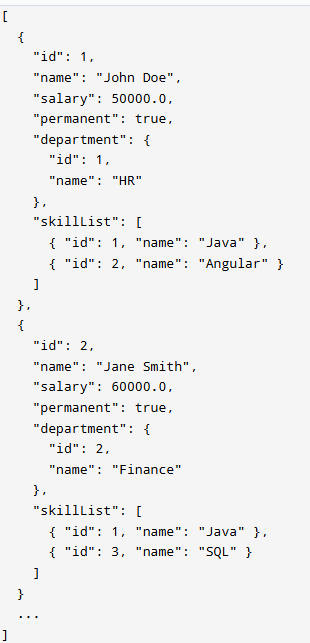 [
  {
    "id": 1,
    "name": "John Doe",
    "salary": 50000.0,
    "permanent": true,
    "department": {
      "id": 1,
      "name": "HR"
    },
    "skillList": [
      { "id": 1, "name": "Java" },
      { "id": 2, "name": "Angular" }
    ]
  },
  {
    "id": 2,
    "name": "Jane Smith",
    "salary": 60000.0,
    "permanent": true,
    "department": {
      "id": 2,
      "name": "Finance"
    },
    "skillList": [
      { "id": 1, "name": "Java" },
      { "id": 3, "name": "SQL" }
    ]
  }
  ...
]